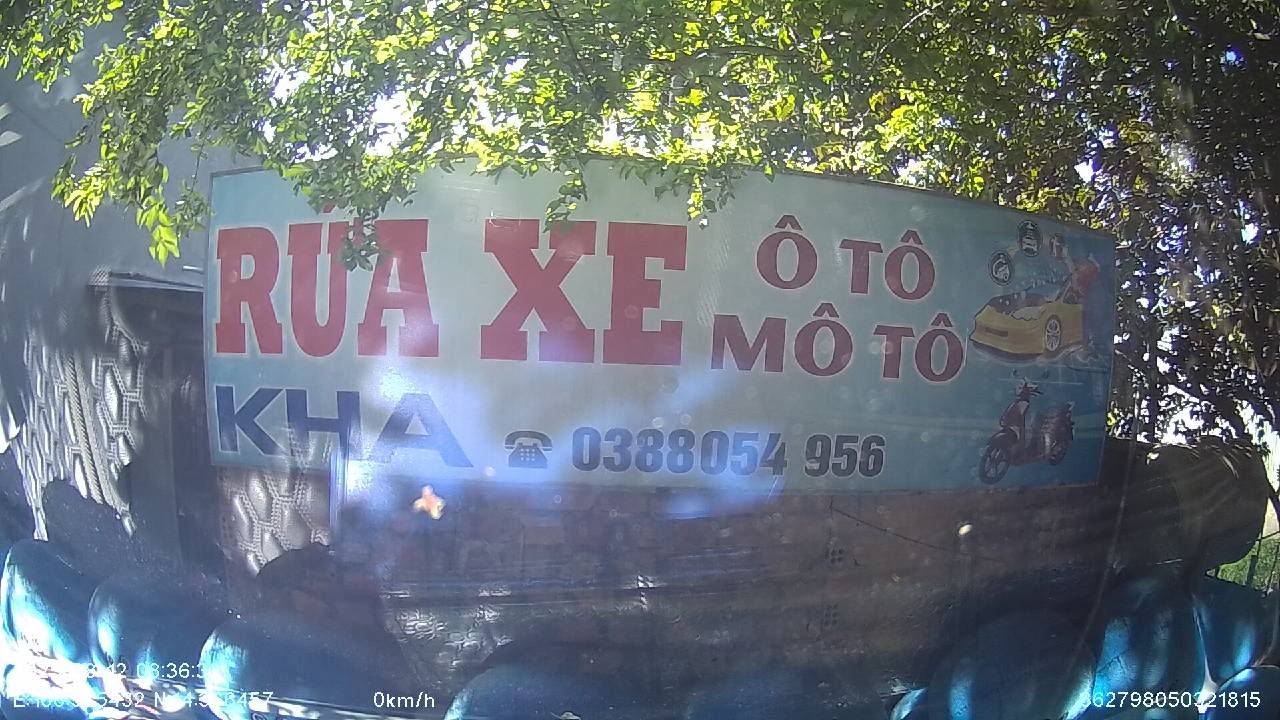 RỬA XE
Ô TÔ
MÔ TÔ
KHA
0388054 956
0km/h